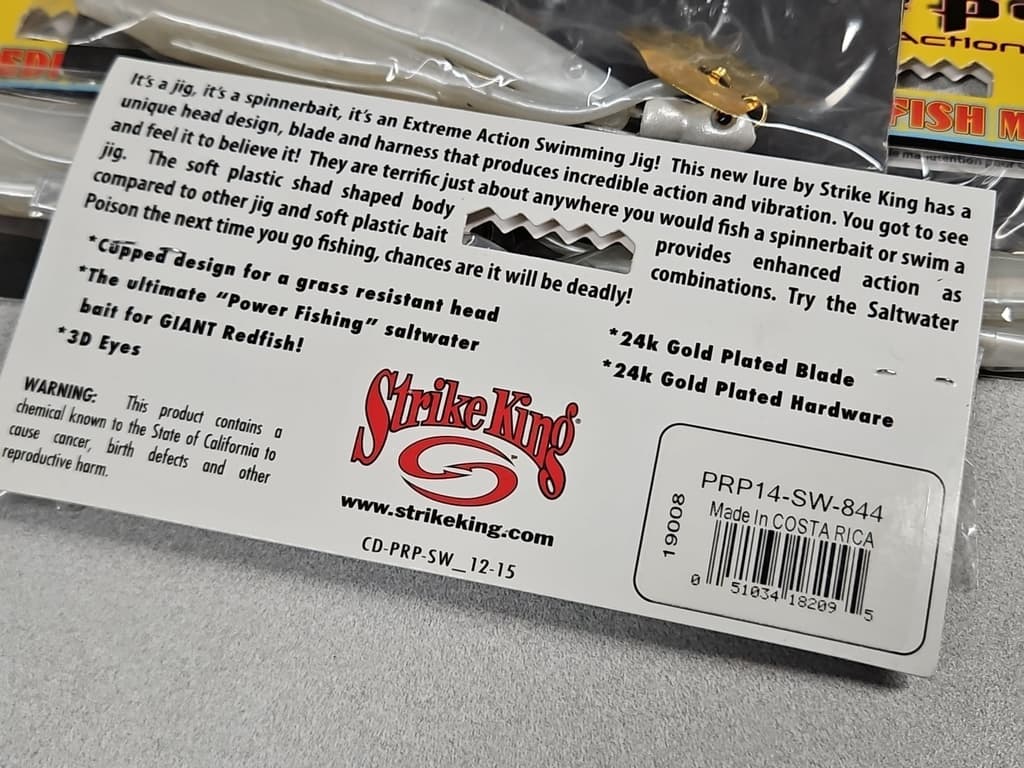 It's a jig, it's a spinnerbait, it's an Extreme Action Swimming Jig! This new lure by Strike King has a
unique head design, blade and harness that produces incredible action and vibration. You got to see
and feel it to believe it! They are terrific just about anywhere you would fish a spinnerbait or swim a
jig. The soft plastic shad shaped body provides enhanced action as
compared to other jig and soft plastic bait combinations. Try the Saltwater
Poison the next time you go fishing, chances are it will be deadly!
*Cupped design for a grass resistant head
*The ultimate "Power Fishing" saltwater
bait for GIANT Redfish!
*3D Eyes
*24k Gold Plated Blade
*24k Gold Plated Hardware
WARNING: This product contains a
chemical known to the State of California to
cause cancer, birth defects and other
reproductive harm.
Strike King
www.strikeking.com
CD-PRP-SW_12-15
PRP14-SW-844
Made In COSTA RICA
19008
0 51034 18209 5
Action
FISH M